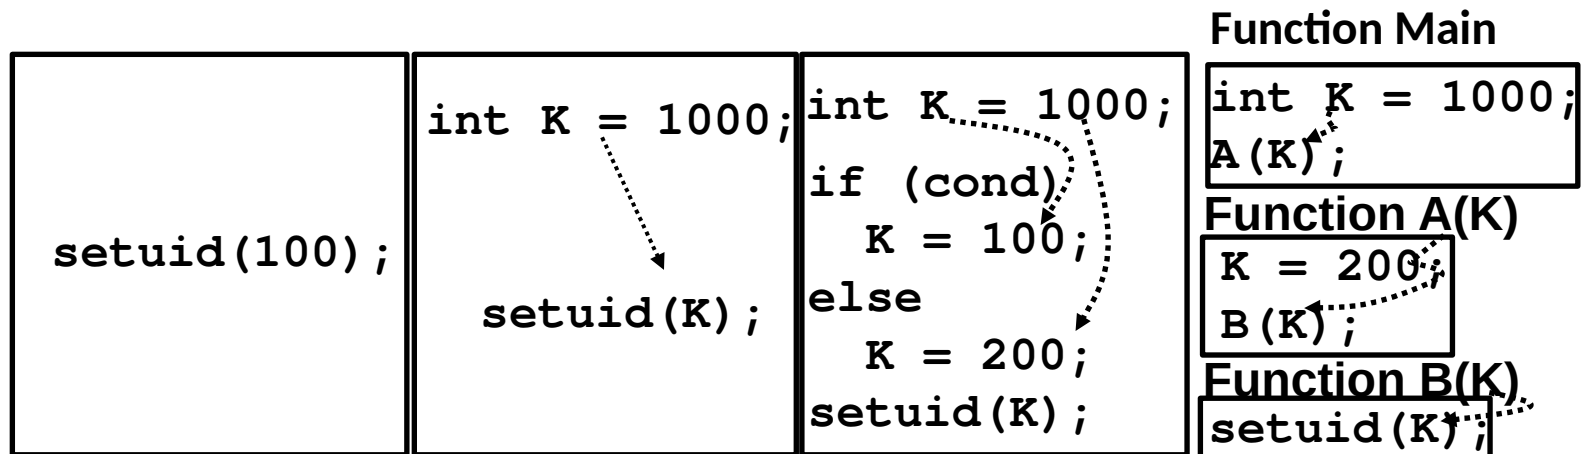 setuid(100);
int K = 1000;
setuid(K);
int K = 1000;
if (cond)
K = 100;
else
K = 200;
setuid(K);
Function Main
int K = 1000;
A(K);
Function A(K)
K = 200;
B(K);
Function B(K)
setuid(K);